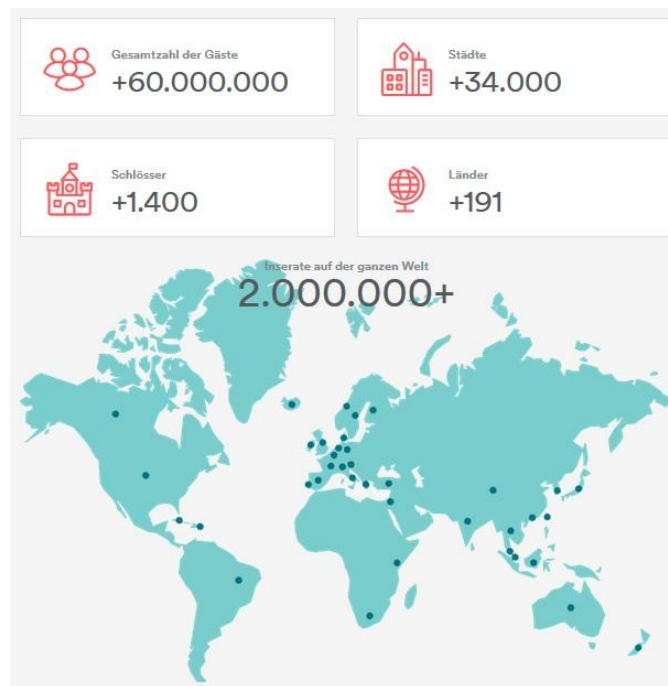 Gesamtzahl der Gäste
+60.000.000
Städte
+34.000
Schlösser
+1.400
Länder
+191
Inserate auf der ganzen Welt
2.000.000+